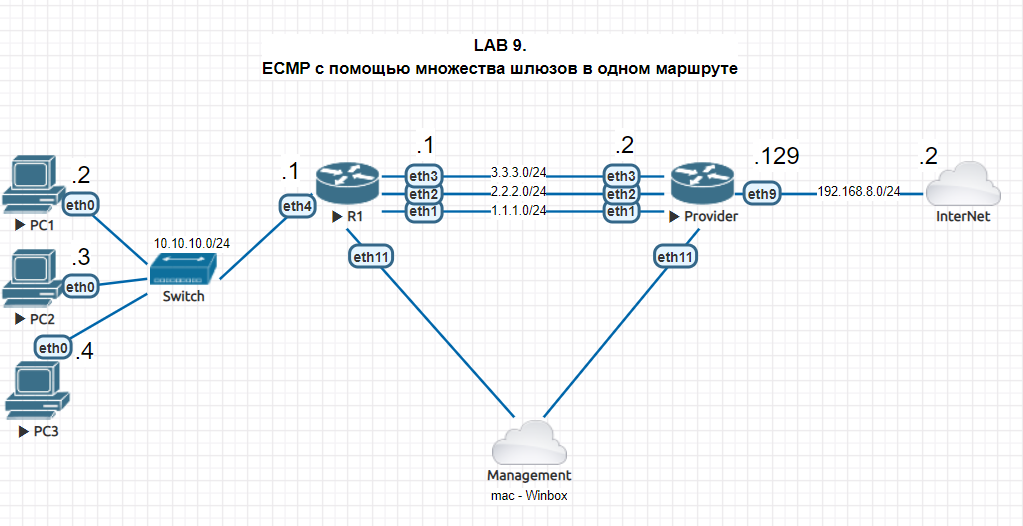 LAB 9.
ECMP с помощью множества шлюзов в одном маршруте
.2
eth0
PC1
.3
eth0
PC2
eth0
.4
PC3
10.10.10.0/24
Switch
.1
eth4
R1
.1
eth3
eth2
eth1
3.3.3.0/24
2.2.2.0/24
1.1.1.0/24
.2
eth3
eth2
eth1
Provider
.129
eth9
192.168.8.0/24
.2
InterNet
eth11
eth11
Management
mac - Winbox